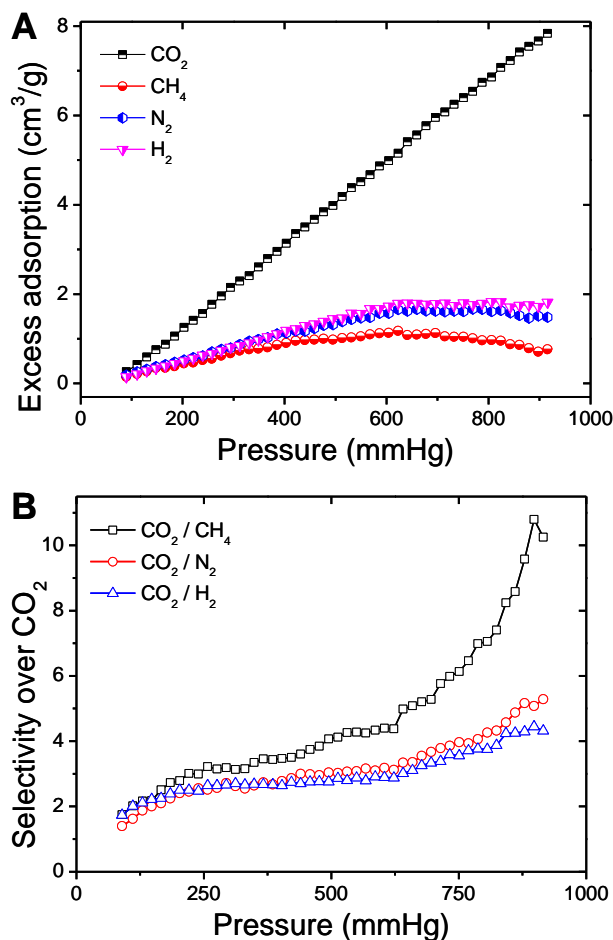 A
8
6
4
2
0
Excess adsorption (cm³/g)
CO₂
CH₄
N₂
H₂
0 200 400 600 800 1000
Pressure (mmHg)
B
10
8
6
4
2
0
Selectivity over CO₂
CO₂ / CH₄
CO₂ / N₂
CO₂ / H₂
0 250 500 750 1000
Pressure (mmHg)